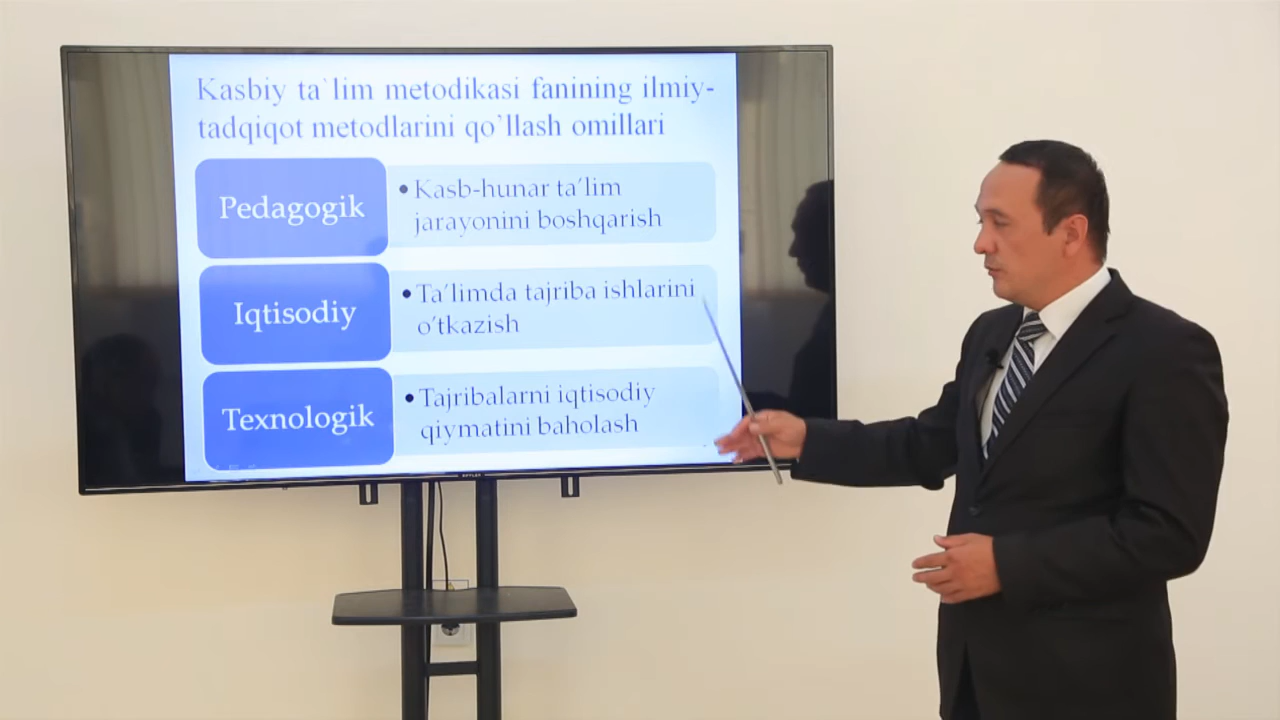 Kasbiy ta`lim metodikasi fanining ilmiy-
tadqiqot metodlarini qo`llash omillari
Pedagogik
• Kasb-hunar ta’lim
jarayonini boshqarish
Iqtisodiy
• Ta’limda tajriba ishlarini
o’tkazish
Texnologik
• Tajribalarni iqtisodiy
qiymatini baholash